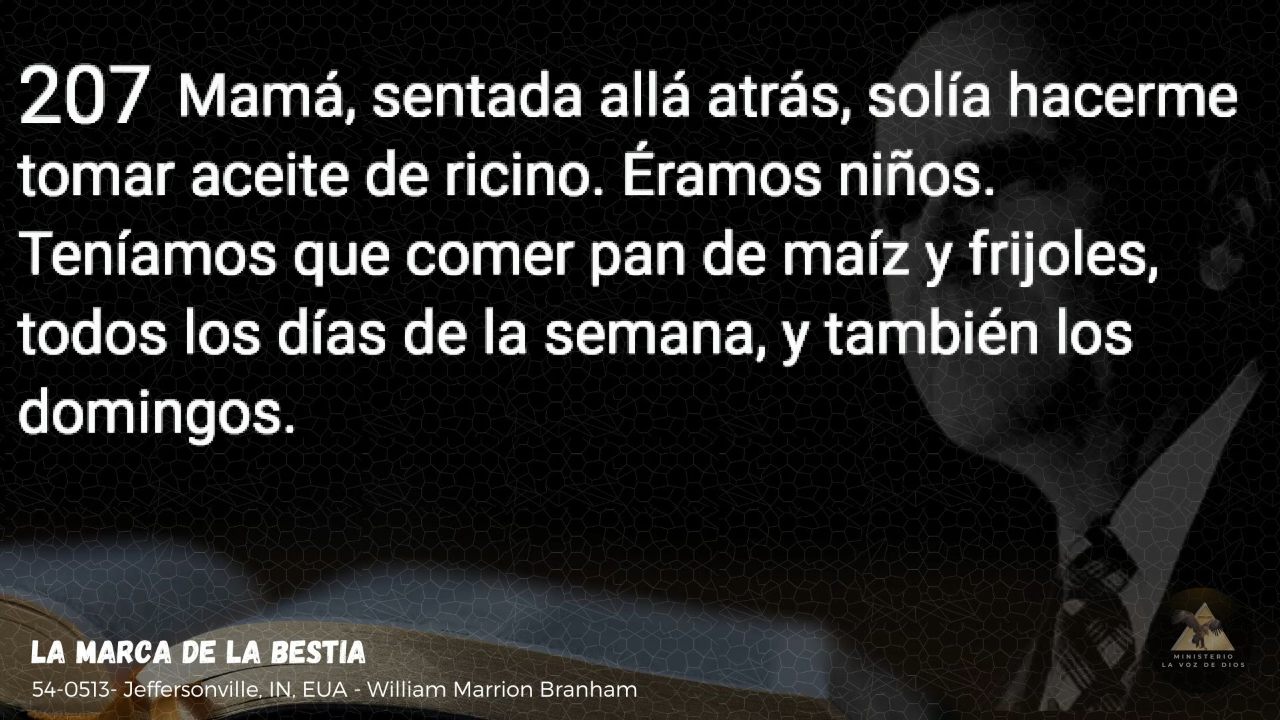 207 Mamá, sentada allá atrás, solía hacerme
tomar aceite de ricino. Éramos niños.
Teníamos que comer pan de maíz y frijoles,
todos los días de la semana, y también los
domingos.
LA MARCA DE LA BESTIA
54-0513- Jeffersonville, IN, EUA - William Marrion Branham
MINISTERIO
LA VOZ DE DIOS